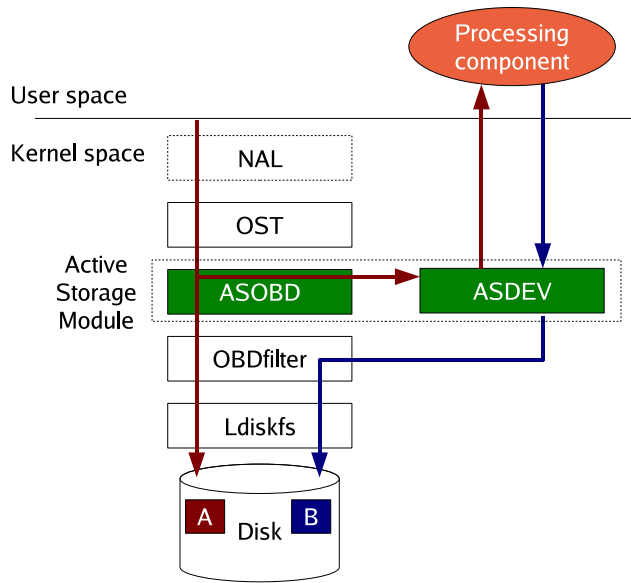 Processing
component
User space
Kernel space
NAL
OST
Active
Storage
Module
ASOBD
ASDEV
OBDfilter
Ldiskfs
A
B
Disk